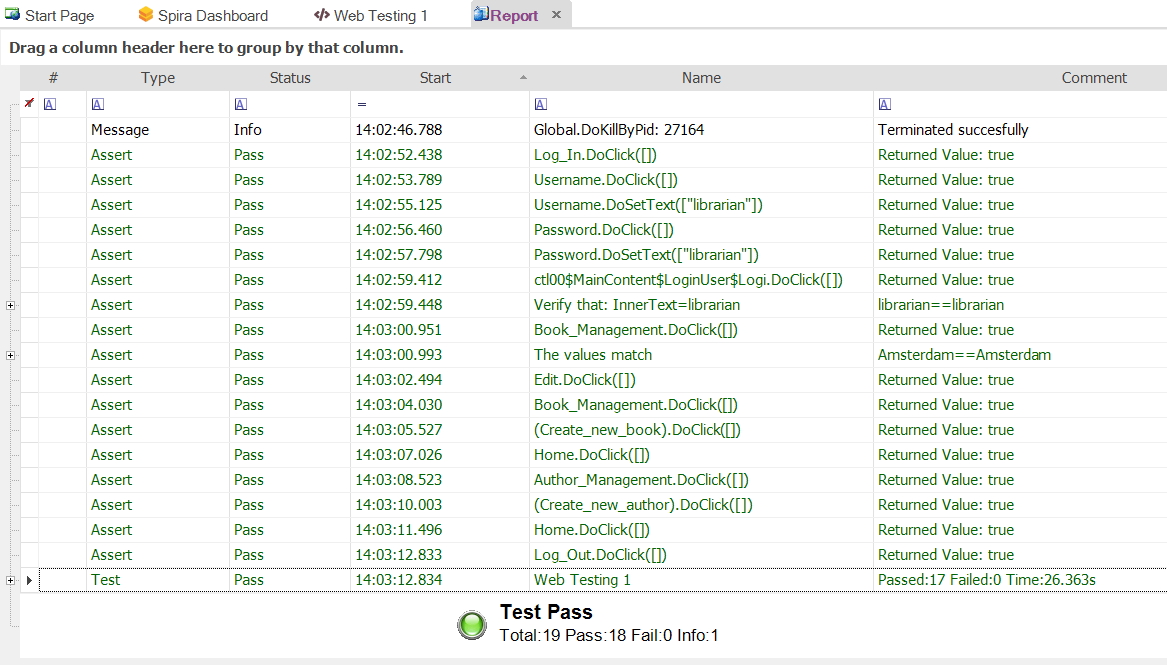 Start Page Spira Dashboard </> Web Testing 1 Report ✕
Drag a column header here to group by that column.
# Type Status Start Name Comment
A A A = A A
Message Info 14:02:46.788 Global.DoKillByPid: 27164 Terminated succesfully
Assert Pass 14:02:52.438 Log_In.DoClick([]) Returned Value: true
Assert Pass 14:02:53.789 Username.DoClick([]) Returned Value: true
Assert Pass 14:02:55.125 Username.DoSetText(["librarian"]) Returned Value: true
Assert Pass 14:02:56.460 Password.DoClick([]) Returned Value: true
Assert Pass 14:02:57.798 Password.DoSetText(["librarian"]) Returned Value: true
Assert Pass 14:02:59.412 ctl00$MainContent$LoginUser$Logi.DoClick([]) Returned Value: true
Assert Pass 14:02:59.448 Verify that: InnerText=librarian librarian==librarian
Assert Pass 14:03:00.951 Book_Management.DoClick([]) Returned Value: true
Assert Pass 14:03:00.993 The values match Amsterdam==Amsterdam
Assert Pass 14:03:02.494 Edit.DoClick([]) Returned Value: true
Assert Pass 14:03:04.030 Book_Management.DoClick([]) Returned Value: true
Assert Pass 14:03:05.527 (Create_new_book).DoClick([]) Returned Value: true
Assert Pass 14:03:07.026 Home.DoClick([]) Returned Value: true
Assert Pass 14:03:08.523 Author_Management.DoClick([]) Returned Value: true
Assert Pass 14:03:10.003 (Create_new_author).DoClick([]) Returned Value: true
Assert Pass 14:03:11.496 Home.DoClick([]) Returned Value: true
Assert Pass 14:03:12.833 Log_Out.DoClick([]) Returned Value: true
Test Pass 14:03:12.834 Web Testing 1 Passed:17 Failed:0 Time:26.363s
Test Pass
Total:19 Pass:18 Fail:0 Info:1